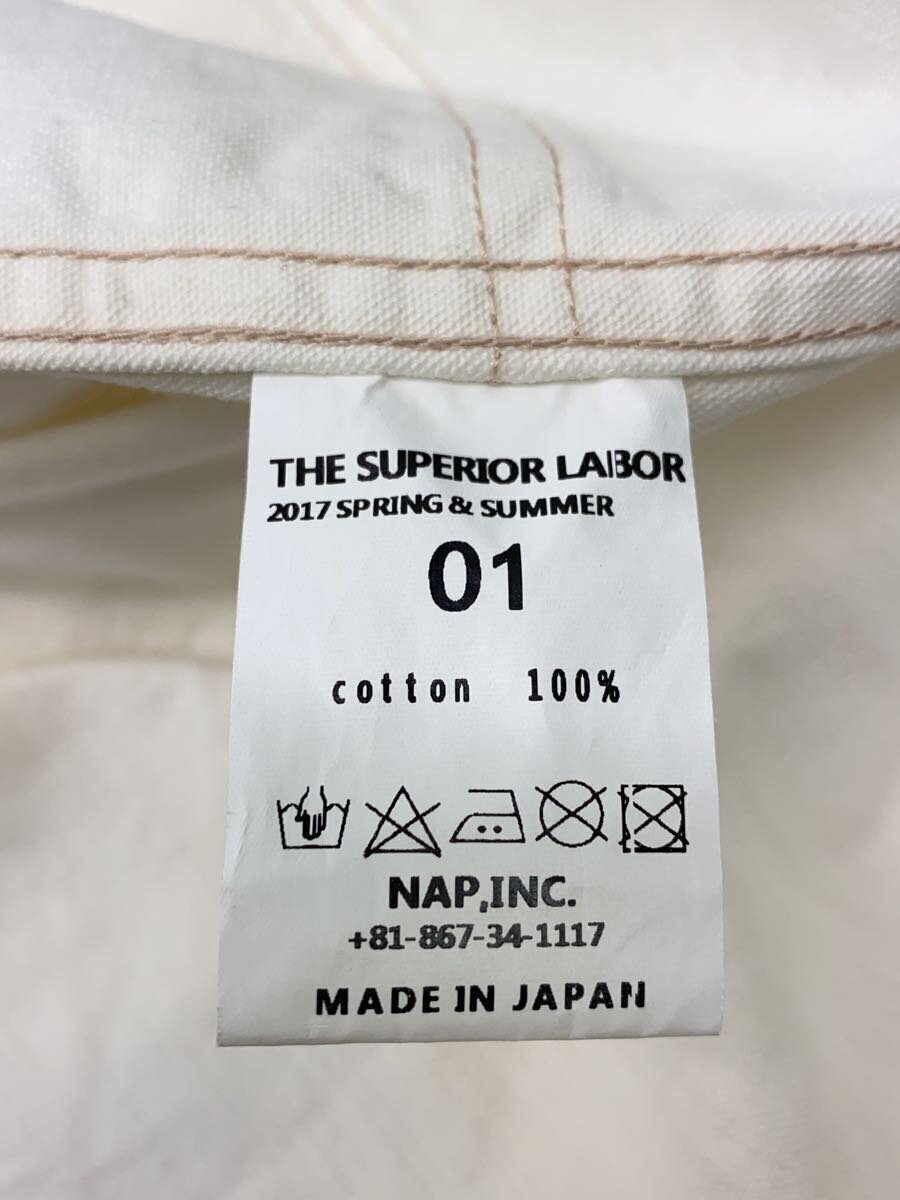 THE SUPERIOR LABOR
2017 SPRING & SUMMER
01
cotton 100%
NAP,INC.
+81-867-34-1117
MADE IN JAPAN